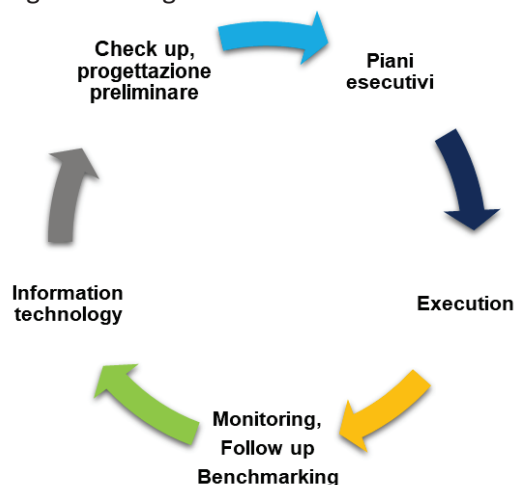 Check up,
progettazione
preliminare
Piani
esecutivi
Execution
Monitoring,
Follow up
Benchmarking
Information
technology